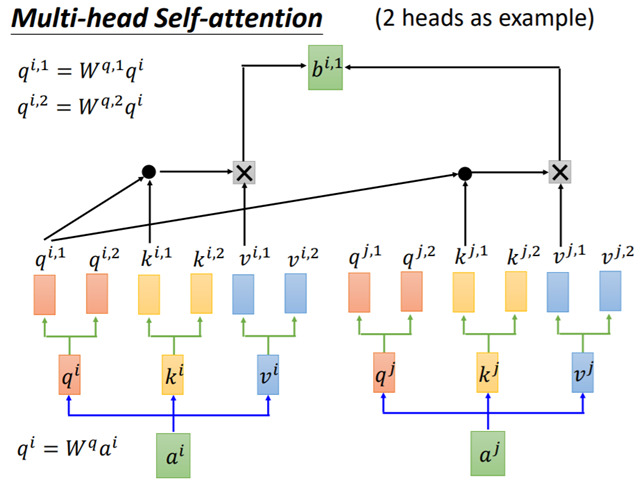 Multi-head Self-attention (2 heads as example)
q^{i,1} = W^{q,1}q^{i}
q^{i,2} = W^{q,2}q^{i}
b^{i,1}
q^{i,1} q^{i,2} k^{i,1} k^{i,2} v^{i,1} v^{i,2} q^{j,1} q^{j,2} k^{j,1} k^{j,2} v^{j,1} v^{j,2}
q^{i} k^{i} v^{i} q^{j} k^{j} v^{j}
q^{i} = W^{q}a^{i}
a^{i} a^{j}